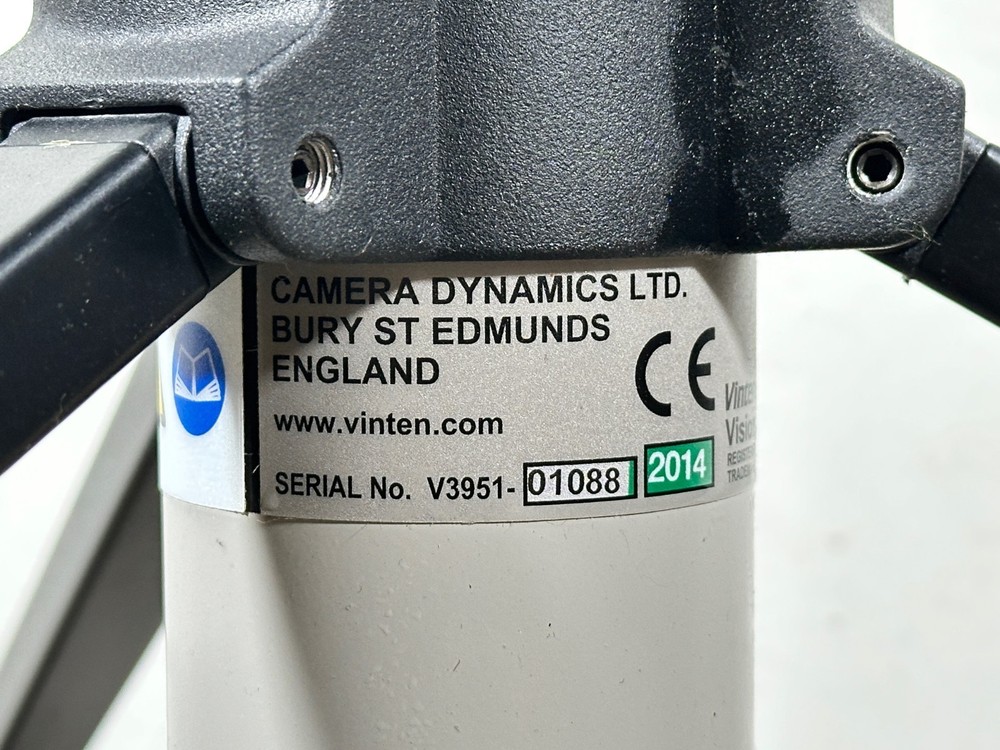 CAMERA DYNAMICS LTD.
BURY ST EDMUNDS
ENGLAND
www.vinten.com
CE
SERIAL No. V3951-01088 2014